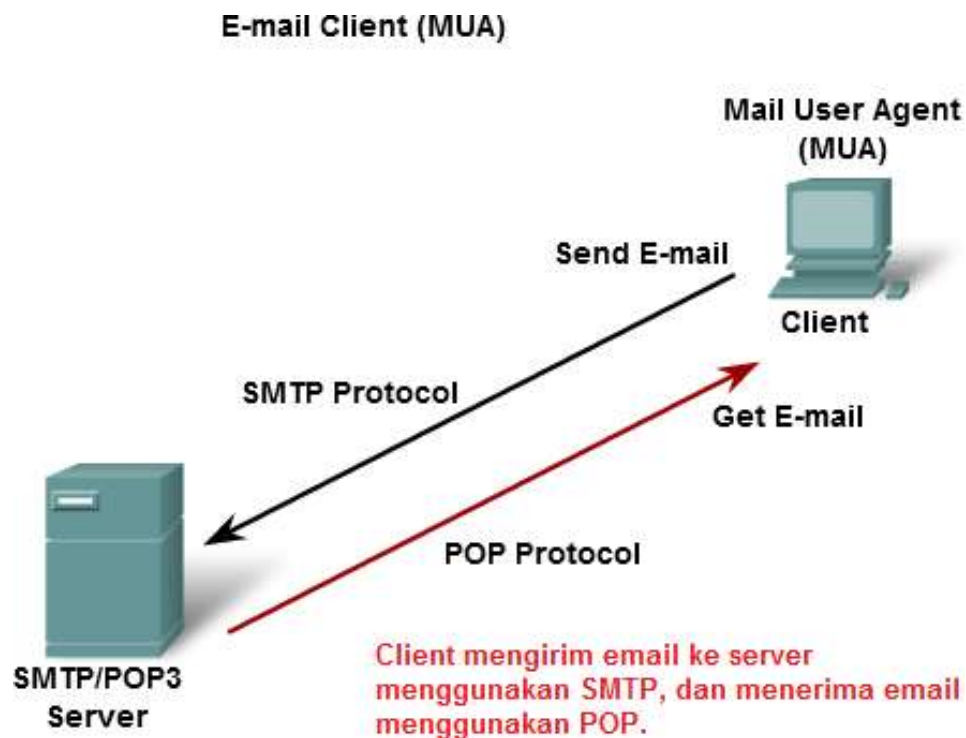 E-mail Client (MUA)
Mail User Agent
(MUA)
Send E-mail
Client
SMTP Protocol
Get E-mail
POP Protocol
SMTP/POP3
Server
Client mengirim email ke server
menggunakan SMTP, dan menerima email
menggunakan POP.